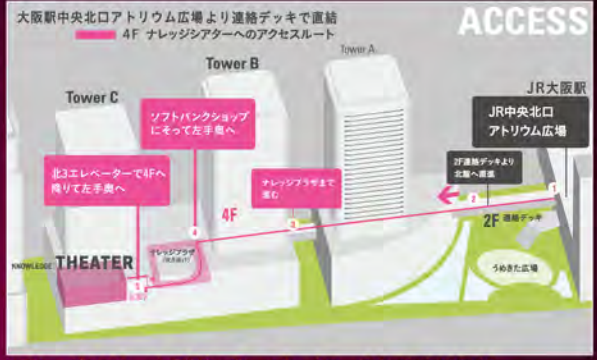 大阪駅中央北口アトリウム広場より連絡デッキで直結
4F ナレッジシアターへのアクセスルート
ACCESS
Tower A
Tower B
Tower C
JR大阪駅
JR中央北口
アトリウム広場
ソフトバンクショップ
にそって左手奥へ
2F連絡デッキより
北館へ直進
北3エレベーターで4Fへ
降りて左手奥へ
ナレッジプラザまで
進む
1
2
3
4
5
4F
2F 連絡デッキ
ナレッジプラザ
KNOWLEDGE THEATER
うめきた広場